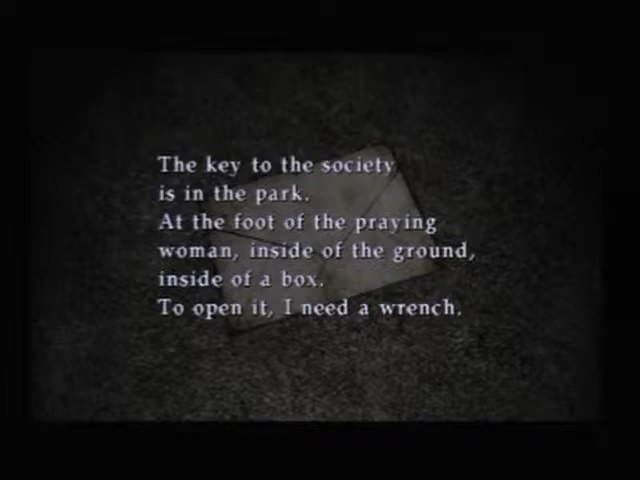 The key to the society
is in the park.
At the foot of the praying
woman, inside of the ground,
inside of a box.
To open it, I need a wrench.